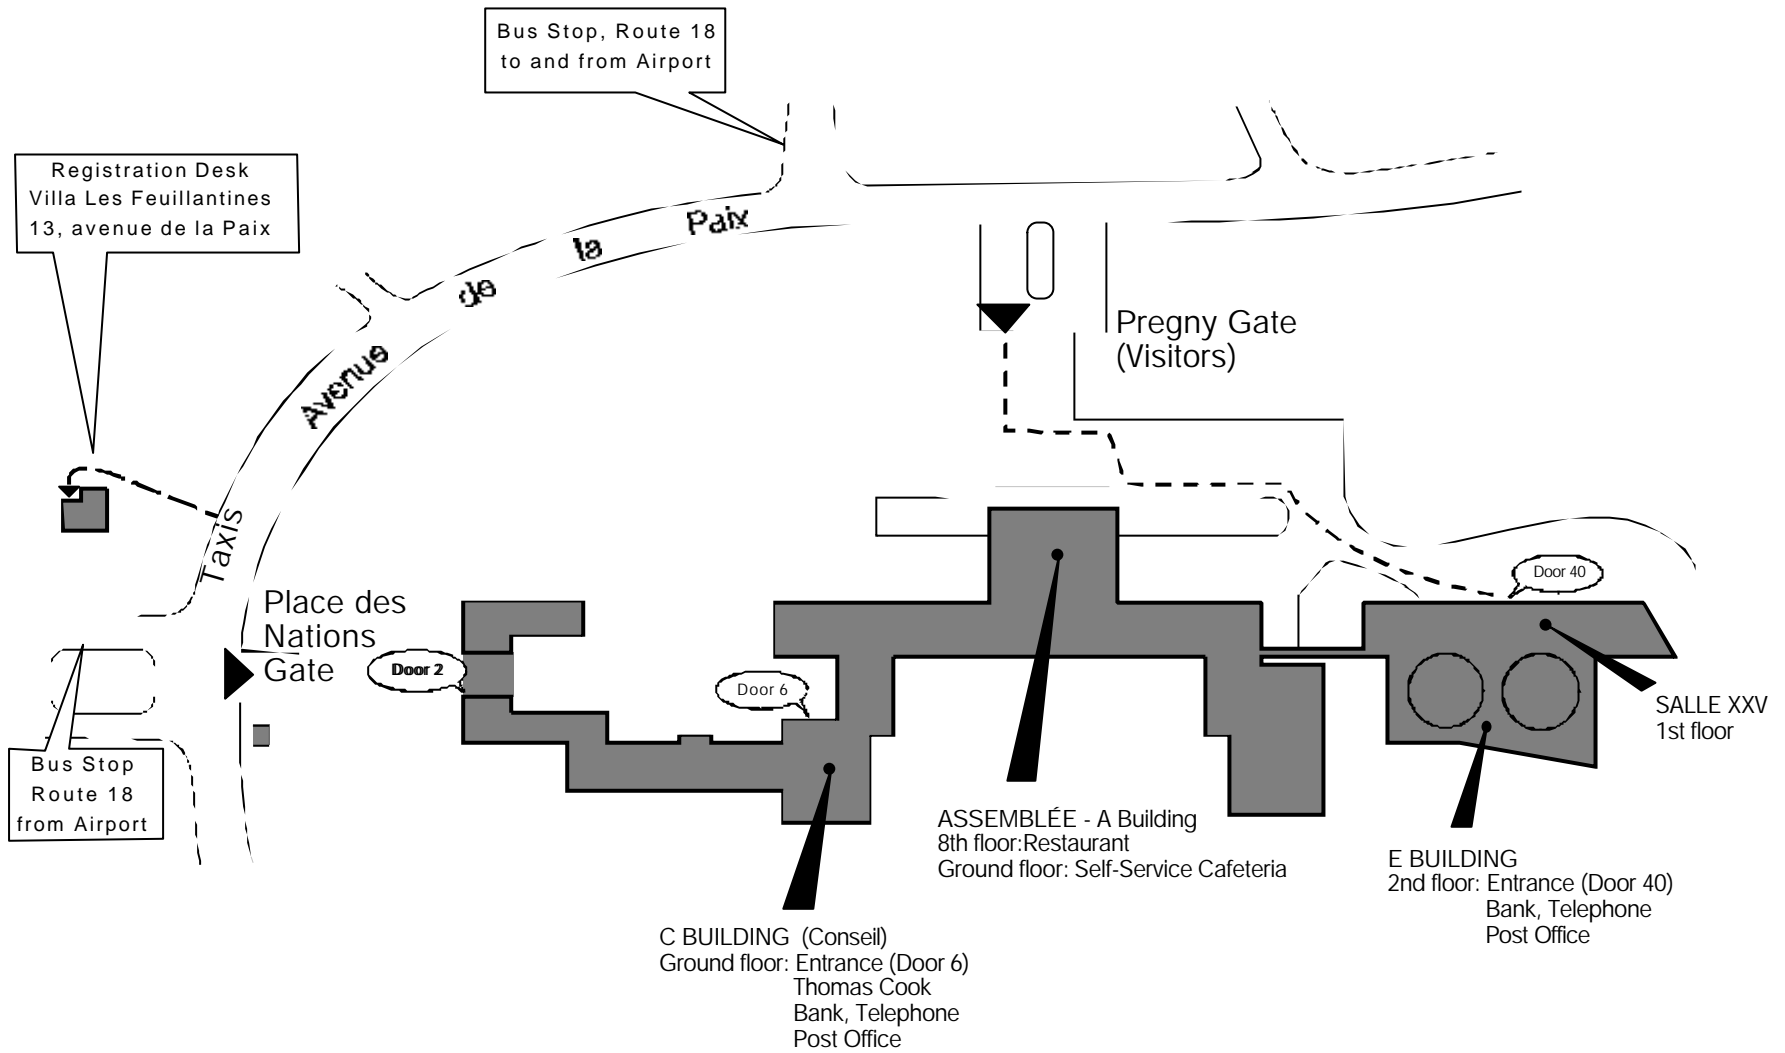 Bus Stop, Route 18
to and from Airport
Registration Desk
Villa Les Feuillantines
13, avenue de la Paix
Avenue de la Paix
Pregny Gate
(Visitors)
Taxis
Place des
Nations
Gate
Door 2
Door 6
Door 40
SALLE XXV
1st floor
Bus Stop
Route 18
from Airport
ASSEMBLÉE - A Building
8th floor:Restaurant
Ground floor: Self-Service Cafeteria
E BUILDING
2nd floor: Entrance (Door 40)
Bank, Telephone
Post Office
C BUILDING (Conseil)
Ground floor: Entrance (Door 6)
Thomas Cook
Bank, Telephone
Post Office